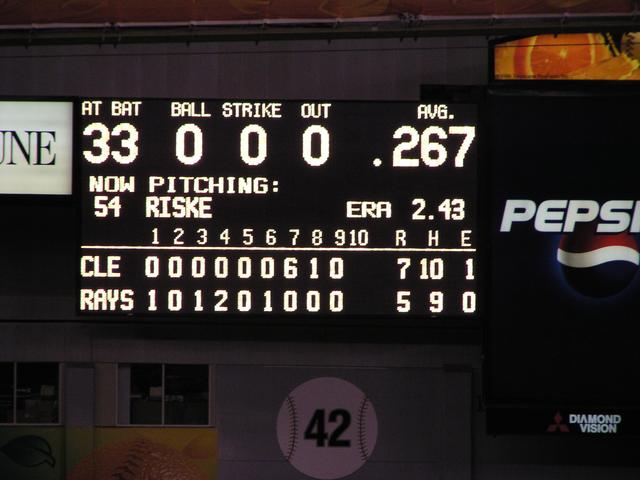 UNE
AT BAT BALL STRIKE OUT AVG.
33 0 0 0 .267
NOW PITCHING:
54 RISKE ERA 2.43
1 2 3 4 5 6 7 8 9 10 R H E
CLE 0 0 0 0 0 0 6 1 0 7 10 1
RAYS 1 0 1 2 0 1 0 0 0 5 9 0
PEPSI
42
DIAMOND
VISION